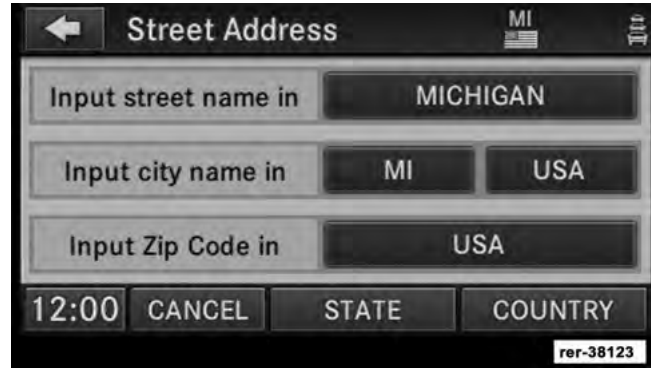 Street Address MI
Input street name in MICHIGAN
Input city name in MI USA
Input Zip Code in USA
12:00 CANCEL STATE COUNTRY
rer-38123